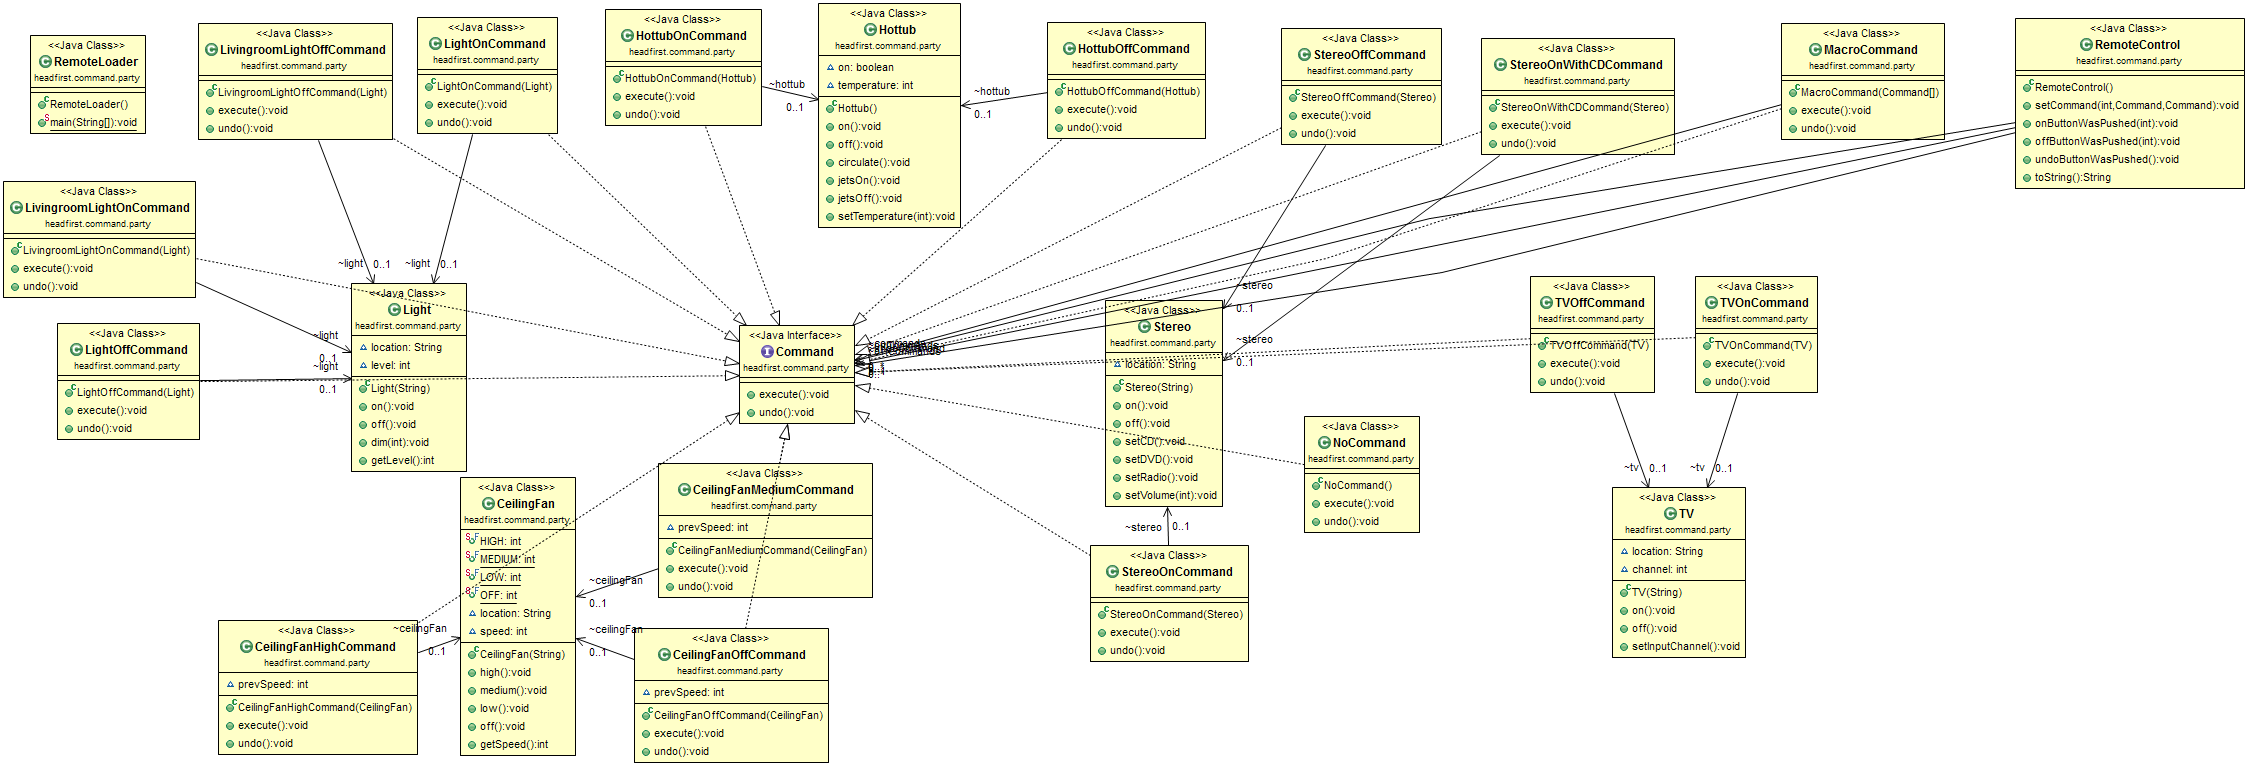 <<Java Class>>
RemoteLoader
headfirst.command.party
RemoteLoader()
main(String[]):void
<<Java Class>>
LivingroomLightOffCommand
headfirst.command.party
LivingroomLightOffCommand(Light)
execute():void
undo():void
<<Java Class>>
LightOnCommand
headfirst.command.party
LightOnCommand(Light)
execute():void
undo():void
<<Java Class>>
HottubOnCommand
headfirst.command.party
HottubOnCommand(Hottub)
execute():void
undo():void
~hottub
0..1
<<Java Class>>
Hottub
headfirst.command.party
on: boolean
temperature: int
Hottub()
on():void
off():void
circulate():void
jetsOn():void
jetsOff():void
setTemperature(int):void
~hottub
0..1
<<Java Class>>
HottubOffCommand
headfirst.command.party
HottubOffCommand(Hottub)
execute():void
undo():void
<<Java Class>>
StereoOffCommand
headfirst.command.party
StereoOffCommand(Stereo)
execute():void
undo():void
<<Java Class>>
StereoOnWithCDCommand
headfirst.command.party
StereoOnWithCDCommand(Stereo)
execute():void
undo():void
<<Java Class>>
MacroCommand
headfirst.command.party
MacroCommand(Command[])
execute():void
undo():void
<<Java Class>>
RemoteControl
headfirst.command.party
RemoteControl()
setCommand(int,Command,Command):void
onButtonWasPushed(int):void
offButtonWasPushed(int):void
undoButtonWasPushed():void
toString():String
<<Java Class>>
LivingroomLightOnCommand
headfirst.command.party
LivingroomLightOnCommand(Light)
execute():void
undo():void
~light 0..1
~light 0..1
~light
0..1
~light
0..1
<<Java Class>>
Light
headfirst.command.party
location: String
level: int
Light(String)
on():void
off():void
dim(int):void
getLevel():int
<<Java Class>>
LightOffCommand
headfirst.command.party
LightOffCommand(Light)
execute():void
undo():void
<<Java Interface>>
Command
headfirst.command.party
execute():void
undo():void
~stereo
0..1
~stereo
0..1
<<Java Class>>
Stereo
headfirst.command.party
location: String
Stereo(String)
on():void
off():void
setCD():void
setDVD():void
setRadio():void
setVolume(int):void
~stereo 0..1
<<Java Class>>
TVOffCommand
headfirst.command.party
TVOffCommand(TV)
execute():void
undo():void
<<Java Class>>
TVOnCommand
headfirst.command.party
TVOnCommand(TV)
execute():void
undo():void
~tv 0..1
~tv 0..1
<<Java Class>>
NoCommand
headfirst.command.party
NoCommand()
execute():void
undo():void
<<Java Class>>
TV
headfirst.command.party
location: String
channel: int
TV(String)
on():void
off():void
setInputChannel():void
<<Java Class>>
CeilingFan
headfirst.command.party
HIGH: int
MEDIUM: int
LOW: int
OFF: int
location: String
speed: int
CeilingFan(String)
high():void
medium():void
low():void
off():void
getSpeed():int
<<Java Class>>
CeilingFanMediumCommand
headfirst.command.party
prevSpeed: int
CeilingFanMediumCommand(CeilingFan)
execute():void
undo():void
~ceilingFan
0..1
~ceilingFan
0..1
~ceilingFan
0..1
<<Java Class>>
CeilingFanHighCommand
headfirst.command.party
prevSpeed: int
CeilingFanHighCommand(CeilingFan)
execute():void
undo():void
<<Java Class>>
CeilingFanOffCommand
headfirst.command.party
prevSpeed: int
CeilingFanOffCommand(CeilingFan)
execute():void
undo():void
<<Java Class>>
StereoOnCommand
headfirst.command.party
StereoOnCommand(Stereo)
execute():void
undo():void